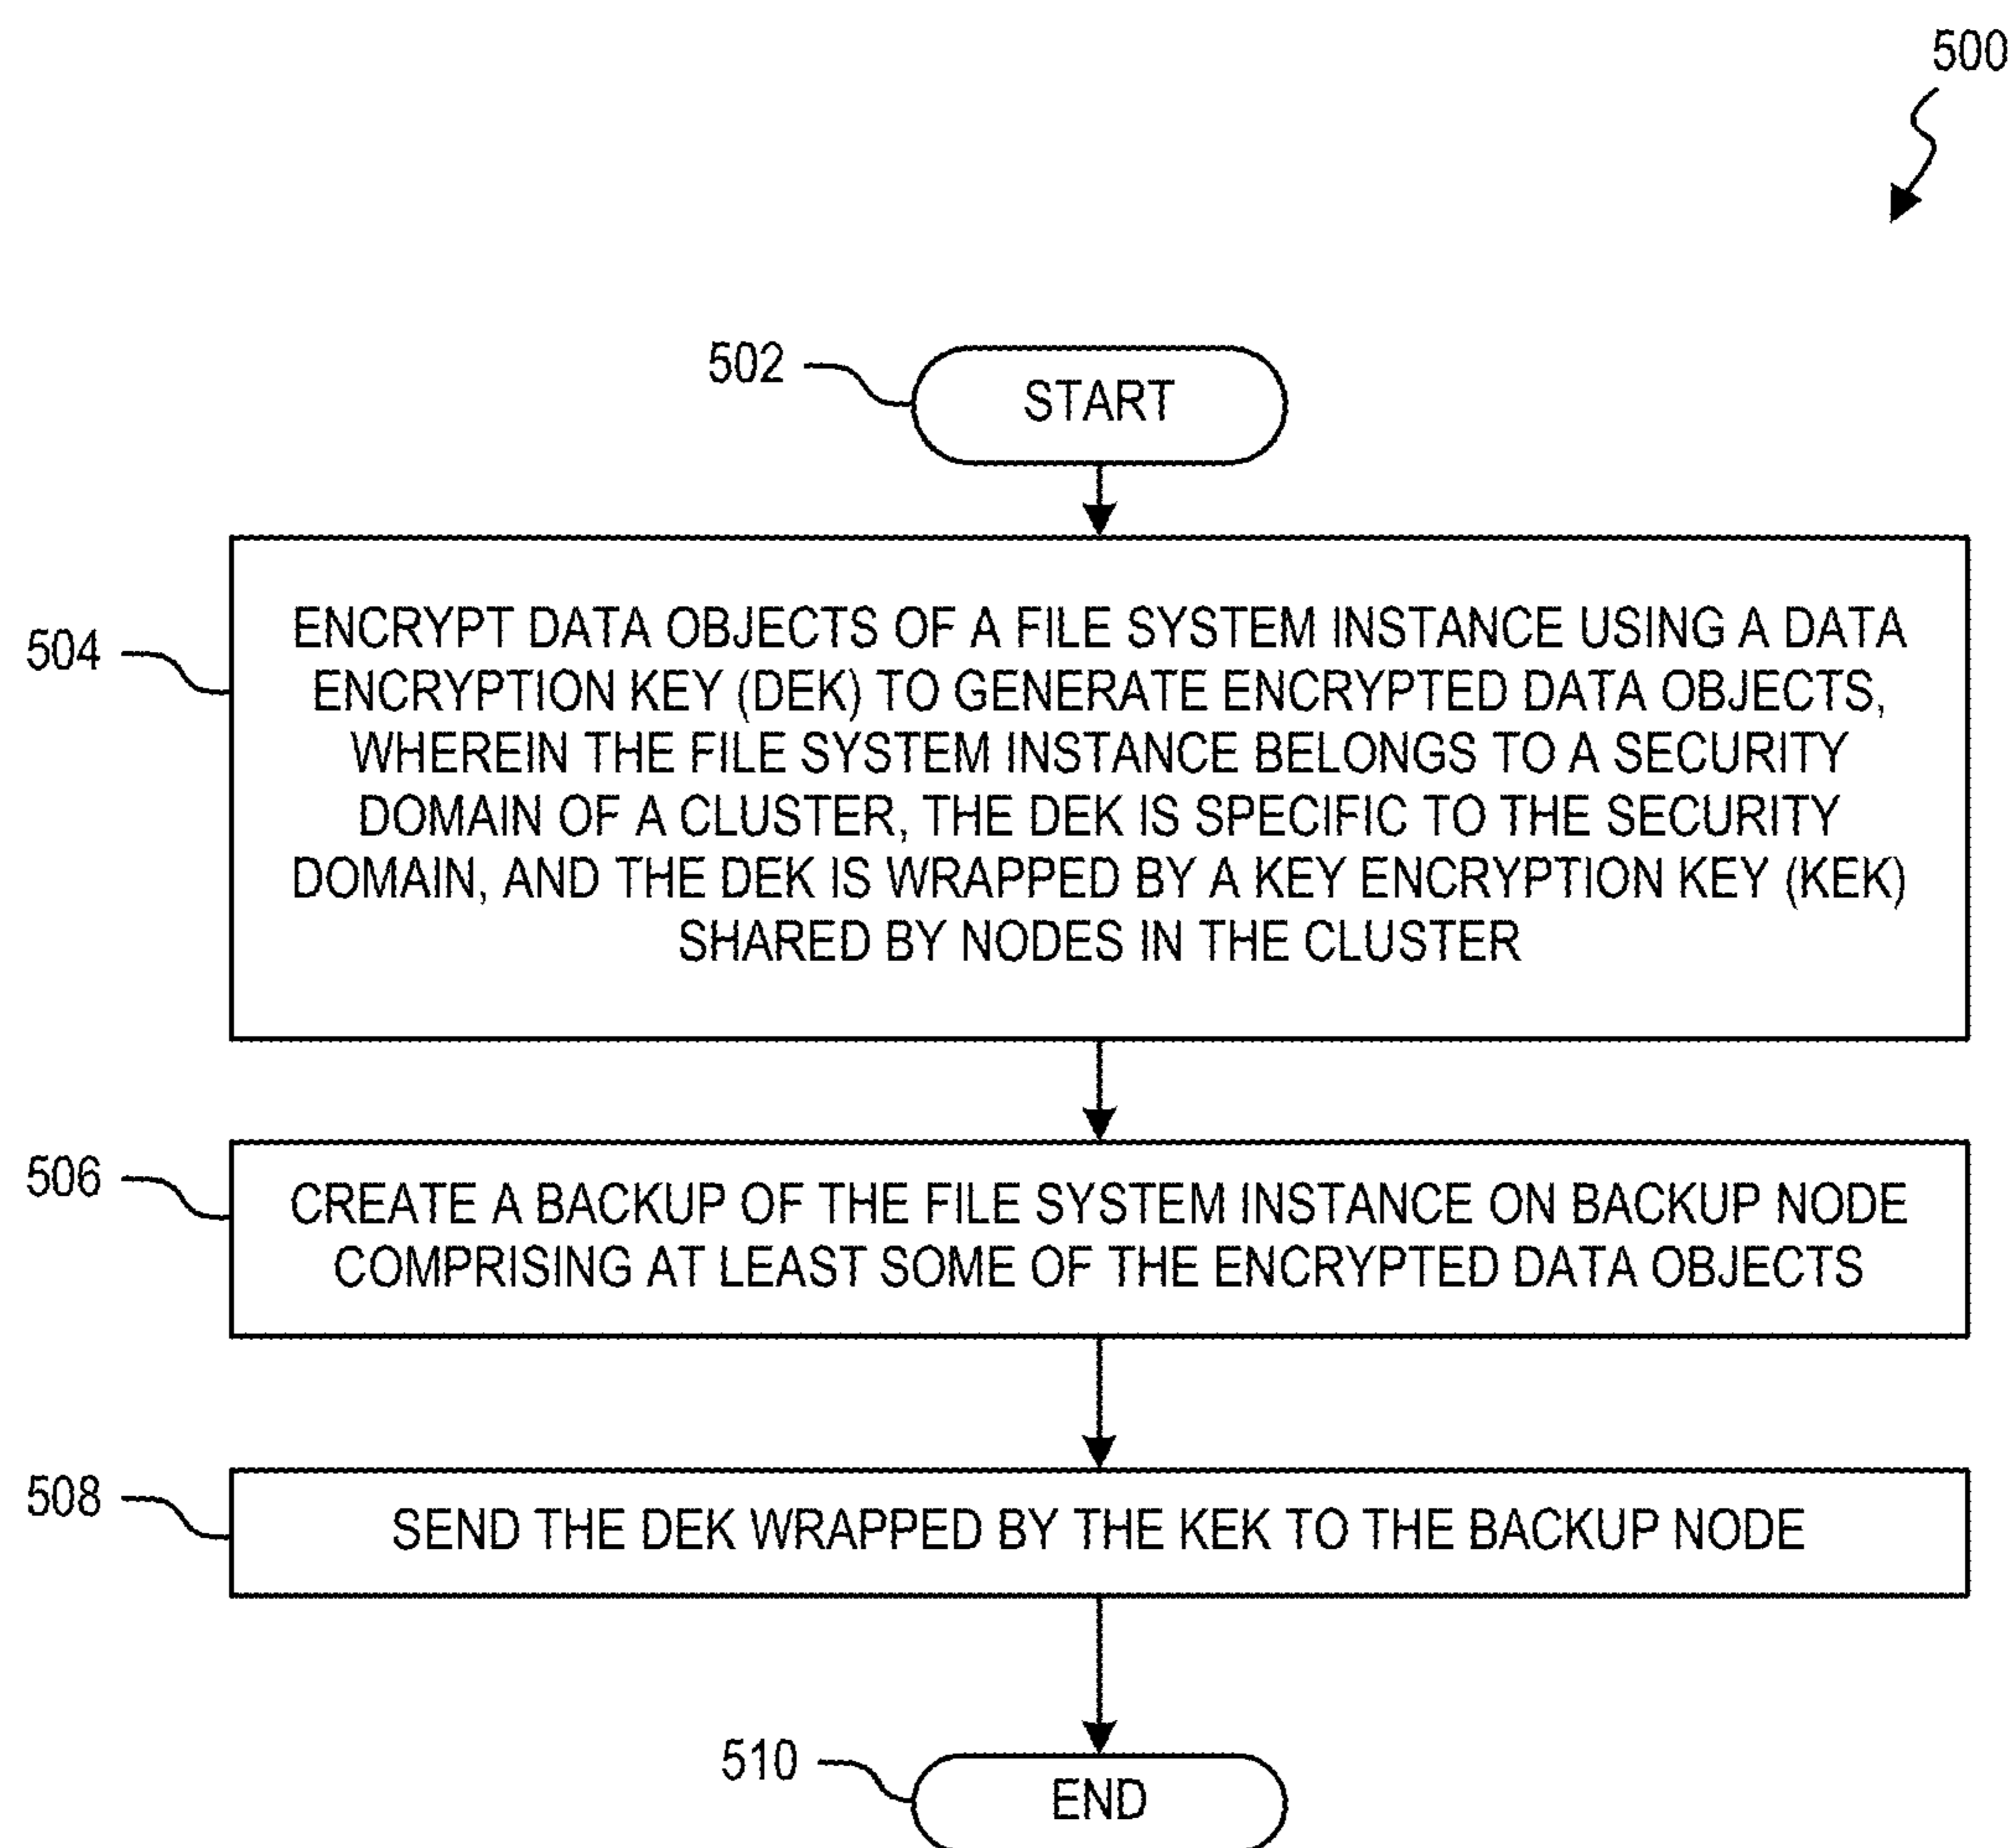 500
502
START
504
ENCRYPT DATA OBJECTS OF A FILE SYSTEM INSTANCE USING A DATA
ENCRYPTION KEY (DEK) TO GENERATE ENCRYPTED DATA OBJECTS,
WHEREIN THE FILE SYSTEM INSTANCE BELONGS TO A SECURITY
DOMAIN OF A CLUSTER, THE DEK IS SPECIFIC TO THE SECURITY
DOMAIN, AND THE DEK IS WRAPPED BY A KEY ENCRYPTION KEY (KEK)
SHARED BY NODES IN THE CLUSTER
506
CREATE A BACKUP OF THE FILE SYSTEM INSTANCE ON BACKUP NODE
COMPRISING AT LEAST SOME OF THE ENCRYPTED DATA OBJECTS
508
SEND THE DEK WRAPPED BY THE KEK TO THE BACKUP NODE
510
END